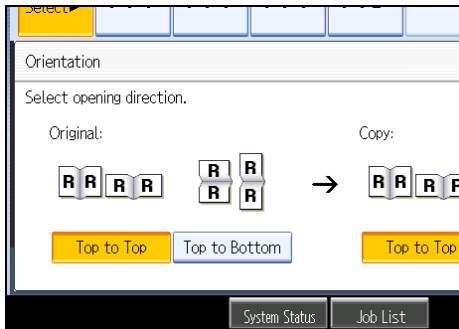 Select
Orientation
Select opening direction.
Original: Copy:
R R R R R R R R R R R
R R
Top to Top Top to Bottom Top to Top
System Status Job List